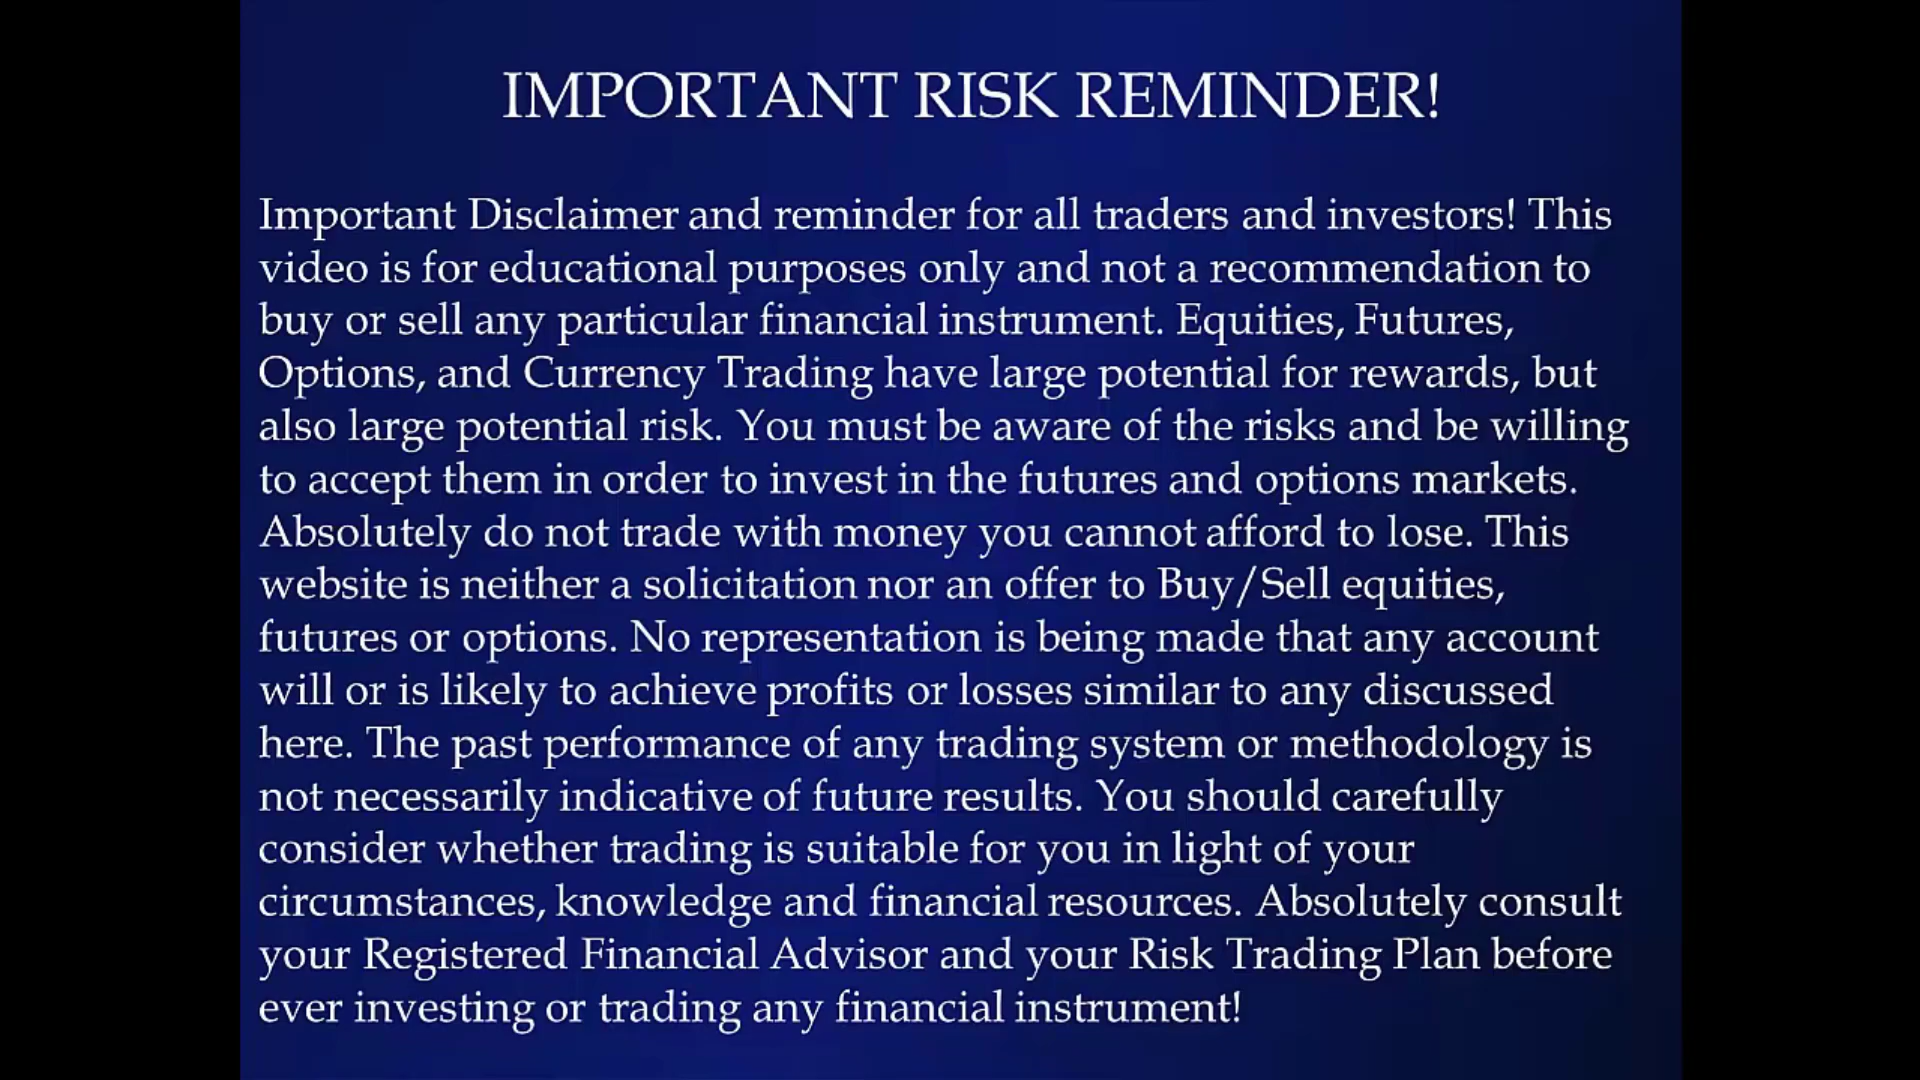 IMPORTANT RISK REMINDER!
Important Disclaimer and reminder for all traders and investors! This
video is for educational purposes only and not a recommendation to
buy or sell any particular financial instrument. Equities, Futures,
Options, and Currency Trading have large potential for rewards, but
also large potential risk. You must be aware of the risks and be willing
to accept them in order to invest in the futures and options markets.
Absolutely do not trade with money you cannot afford to lose. This
website is neither a solicitation nor an offer to Buy/Sell equities,
futures or options. No representation is being made that any account
will or is likely to achieve profits or losses similar to any discussed
here. The past performance of any trading system or methodology is
not necessarily indicative of future results. You should carefully
consider whether trading is suitable for you in light of your
circumstances, knowledge and financial resources. Absolutely consult
your Registered Financial Advisor and your Risk Trading Plan before
ever investing or trading any financial instrument!